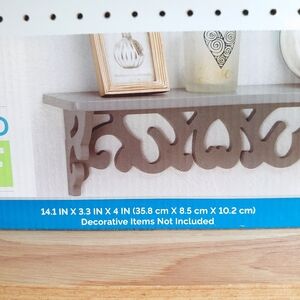 14.1 IN X 3.3 IN X 4 IN (35.8 cm X 8.5 cm X 10.2 cm)
Decorative Items Not Included